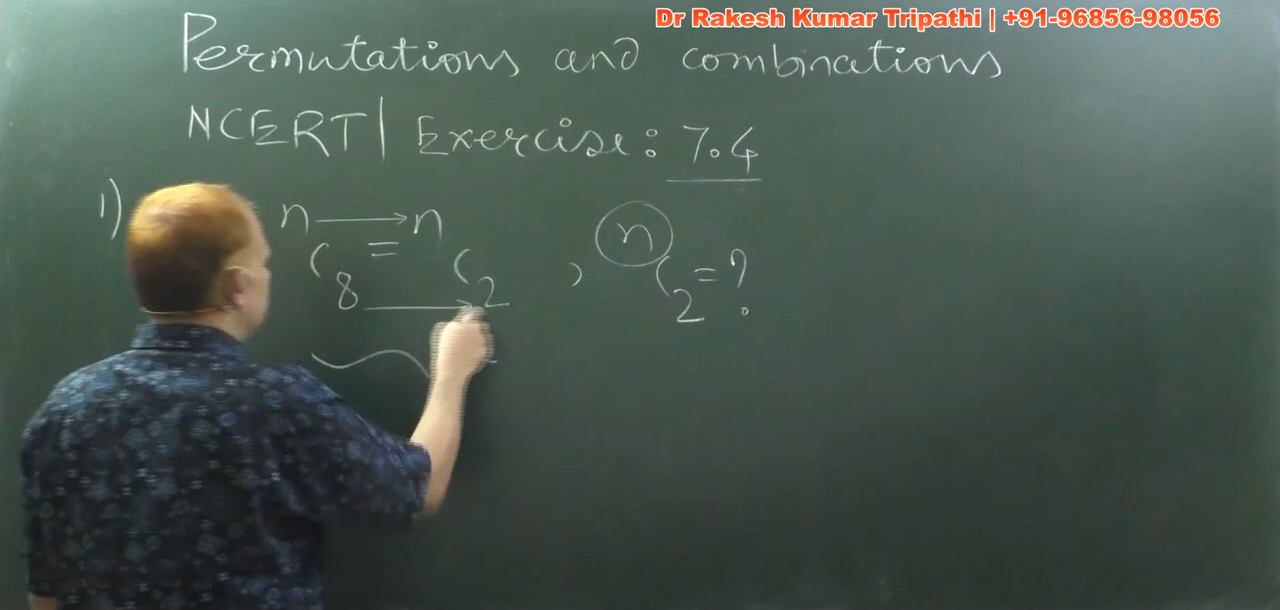 Dr Rakesh Kumar Tripathi | +91-96856-98056
Permutations and combinations
NCERT | Exercise: 7.4
1) n → n
C = C , n C = ?
8 → 2 2